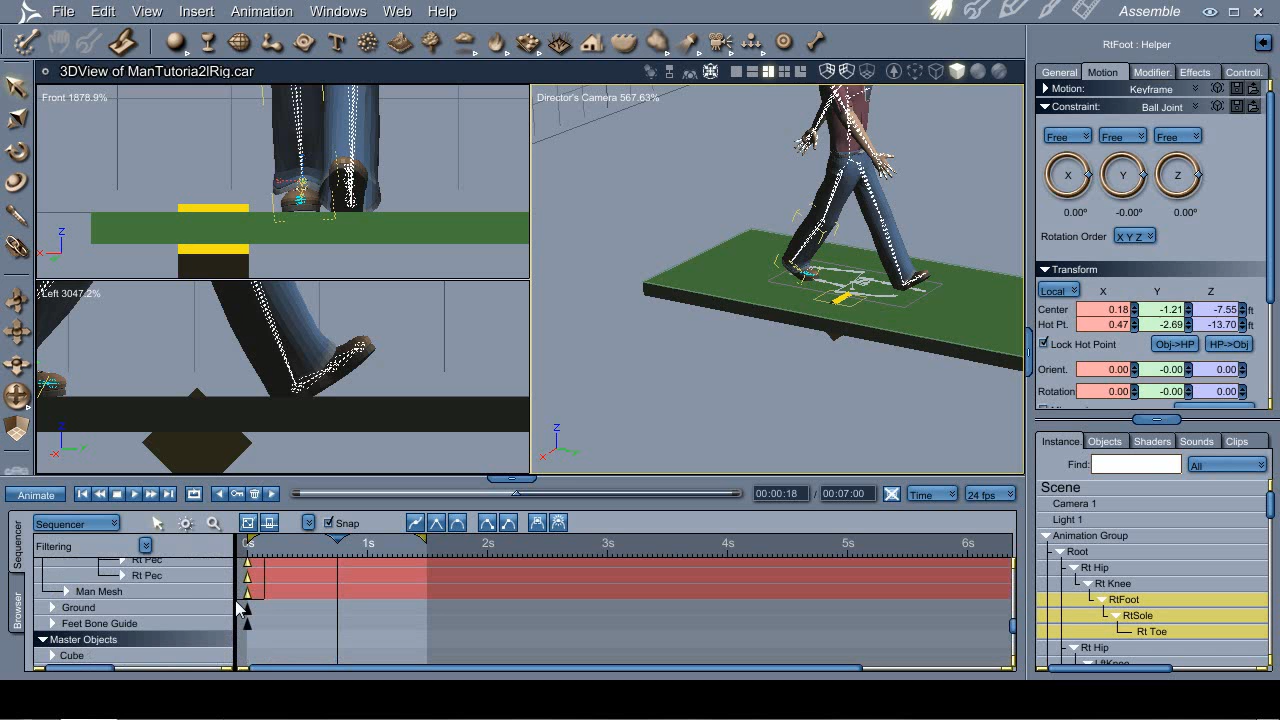 File Edit View Insert Animation Windows Web Help
Assemble
3DView of ManTutoria2lRig.car
Front 1878.9%
Z
X
Left 3047.2%
Z
-X
Y
Director's Camera 567.63%
Z
X
Y
RtFoot : Helper
General Motion Modifier. Effects Control.
Motion: Keyframe
Constraint: Ball Joint
Free Free Free
X Y Z
0.00º -0.00º 0.00º
Rotation Order X Y Z
Transform
Local X Y Z
Center 0.18 -1.21 -7.55 ft
Hot Pt. 0.47 -2.69 -13.70 ft
Lock Hot Point Obj->HP HP->Obj
Orient. 0.00 -0.00 0.00
Rotation 0.00 -0.00 0.00
Instance. Objects Shaders Sounds Clips
Find: All
Scene
Camera 1
Light 1
Animation Group
Root
Rt Hip
Rt Knee
RtFoot
RtSole
Rt Toe
Rt Hip
LftKnee
Animate 00:00:18 / 00:07:00 Time 24 fps
Sequencer
Browser
Sequencer Snap
Filtering 0s 1s 2s 3s 4s 5s 6s
Rt Pec
Rt Pec
Man Mesh
Ground
Feet Bone Guide
Master Objects
Cube